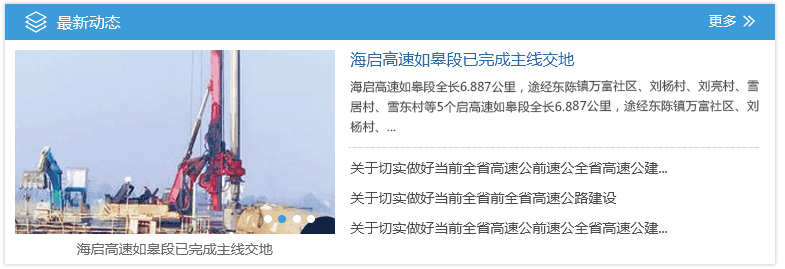 最新动态
更多
海启高速如皋段已完成主线交地
海启高速如皋段全长6.887公里，途经东陈镇万富社区、刘杨村、刘亮村、雪
居村、雪东村等5个启高速如皋段全长6.887公里，途经东陈镇万富社区、刘
杨村、...
关于切实做好当前全省高速公前速公全省高速公建...
关于切实做好当前全省前全省高速公路建设
关于切实做好当前全省高速公前速公全省高速公建...
海启高速如皋段已完成主线交地